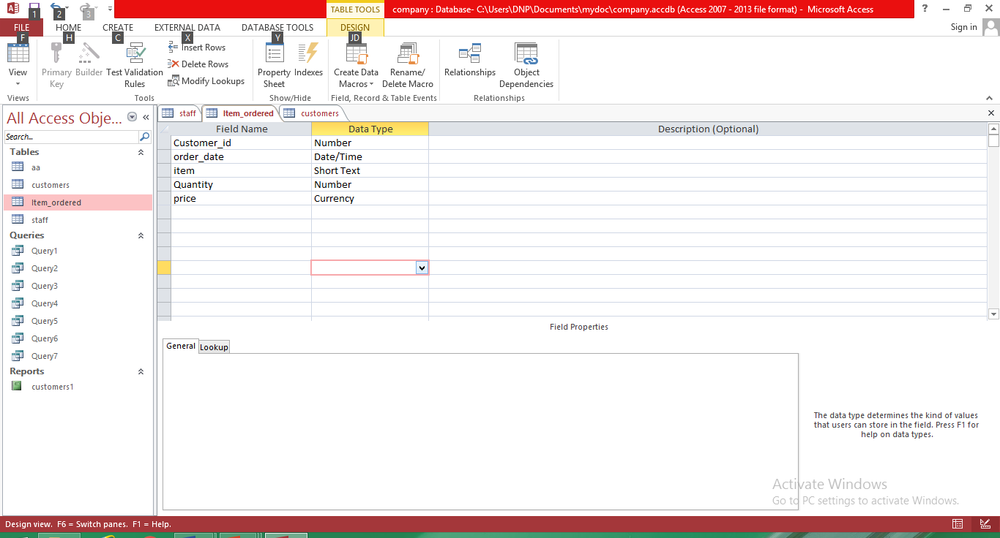 1 2 3
TABLE TOOLS
company : Database- C:\Users\DNP\Documents\mydoc\company.accdb (Access 2007 - 2013 file format) - Microsoft Access
?
FILE HOME CREATE EXTERNAL DATA DATABASE TOOLS DESIGN
Sign in
F H C X Y JD
View
Primary Key
Builder
Test Validation Rules
Insert Rows
Delete Rows
Modify Lookups
Property Sheet
Indexes
Create Data Macros
Rename/ Delete Macro
Relationships
Object Dependencies
Views
Tools
Show/Hide
Field, Record & Table Events
Relationships
All Access Obje...
Search...
Tables
aa
customers
Item_ordered
staff
Queries
Query1
Query2
Query3
Query4
Query5
Query6
Query7
Reports
customers1
staff Item_ordered customers
Field Name Data Type Description (Optional)
Customer_id Number
order_date Date/Time
item Short Text
Quantity Number
price Currency
Field Properties
General Lookup
The data type determines the kind of values
that users can store in the field. Press F1 for
help on data types.
Activate Windows
Go to PC settings to activate Windows.
Design view. F6 = Switch panes. F1 = Help.